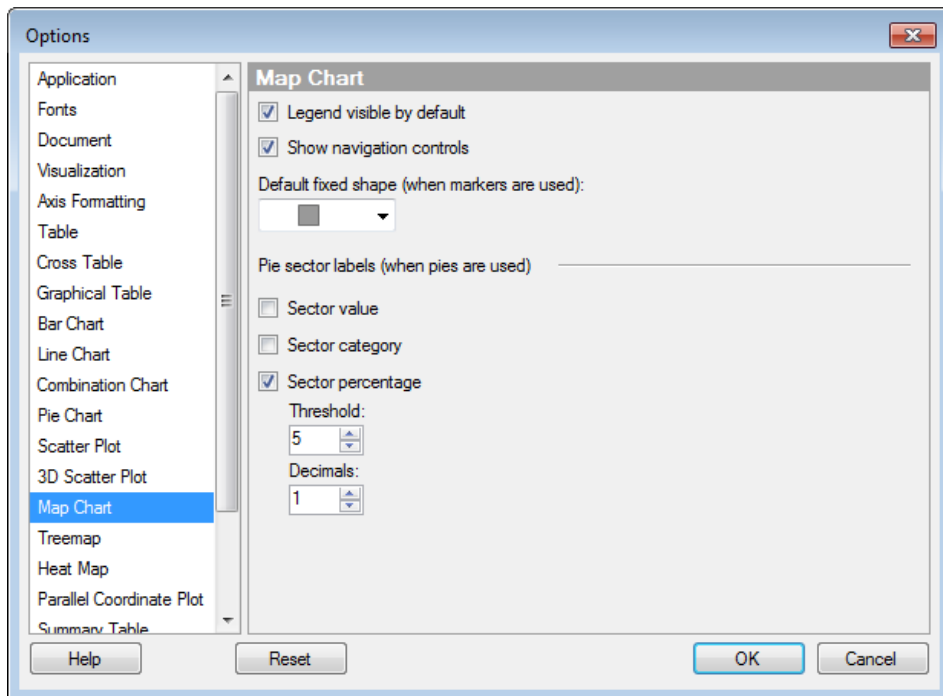 Options
Application
Fonts
Document
Visualization
Axis Formatting
Table
Cross Table
Graphical Table
Bar Chart
Line Chart
Combination Chart
Pie Chart
Scatter Plot
3D Scatter Plot
Map Chart
Treemap
Heat Map
Parallel Coordinate Plot
Summary Table
Map Chart
Legend visible by default
Show navigation controls
Default fixed shape (when markers are used):
Pie sector labels (when pies are used)
Sector value
Sector category
Sector percentage
Threshold:
5
Decimals:
1
Help
Reset
OK
Cancel